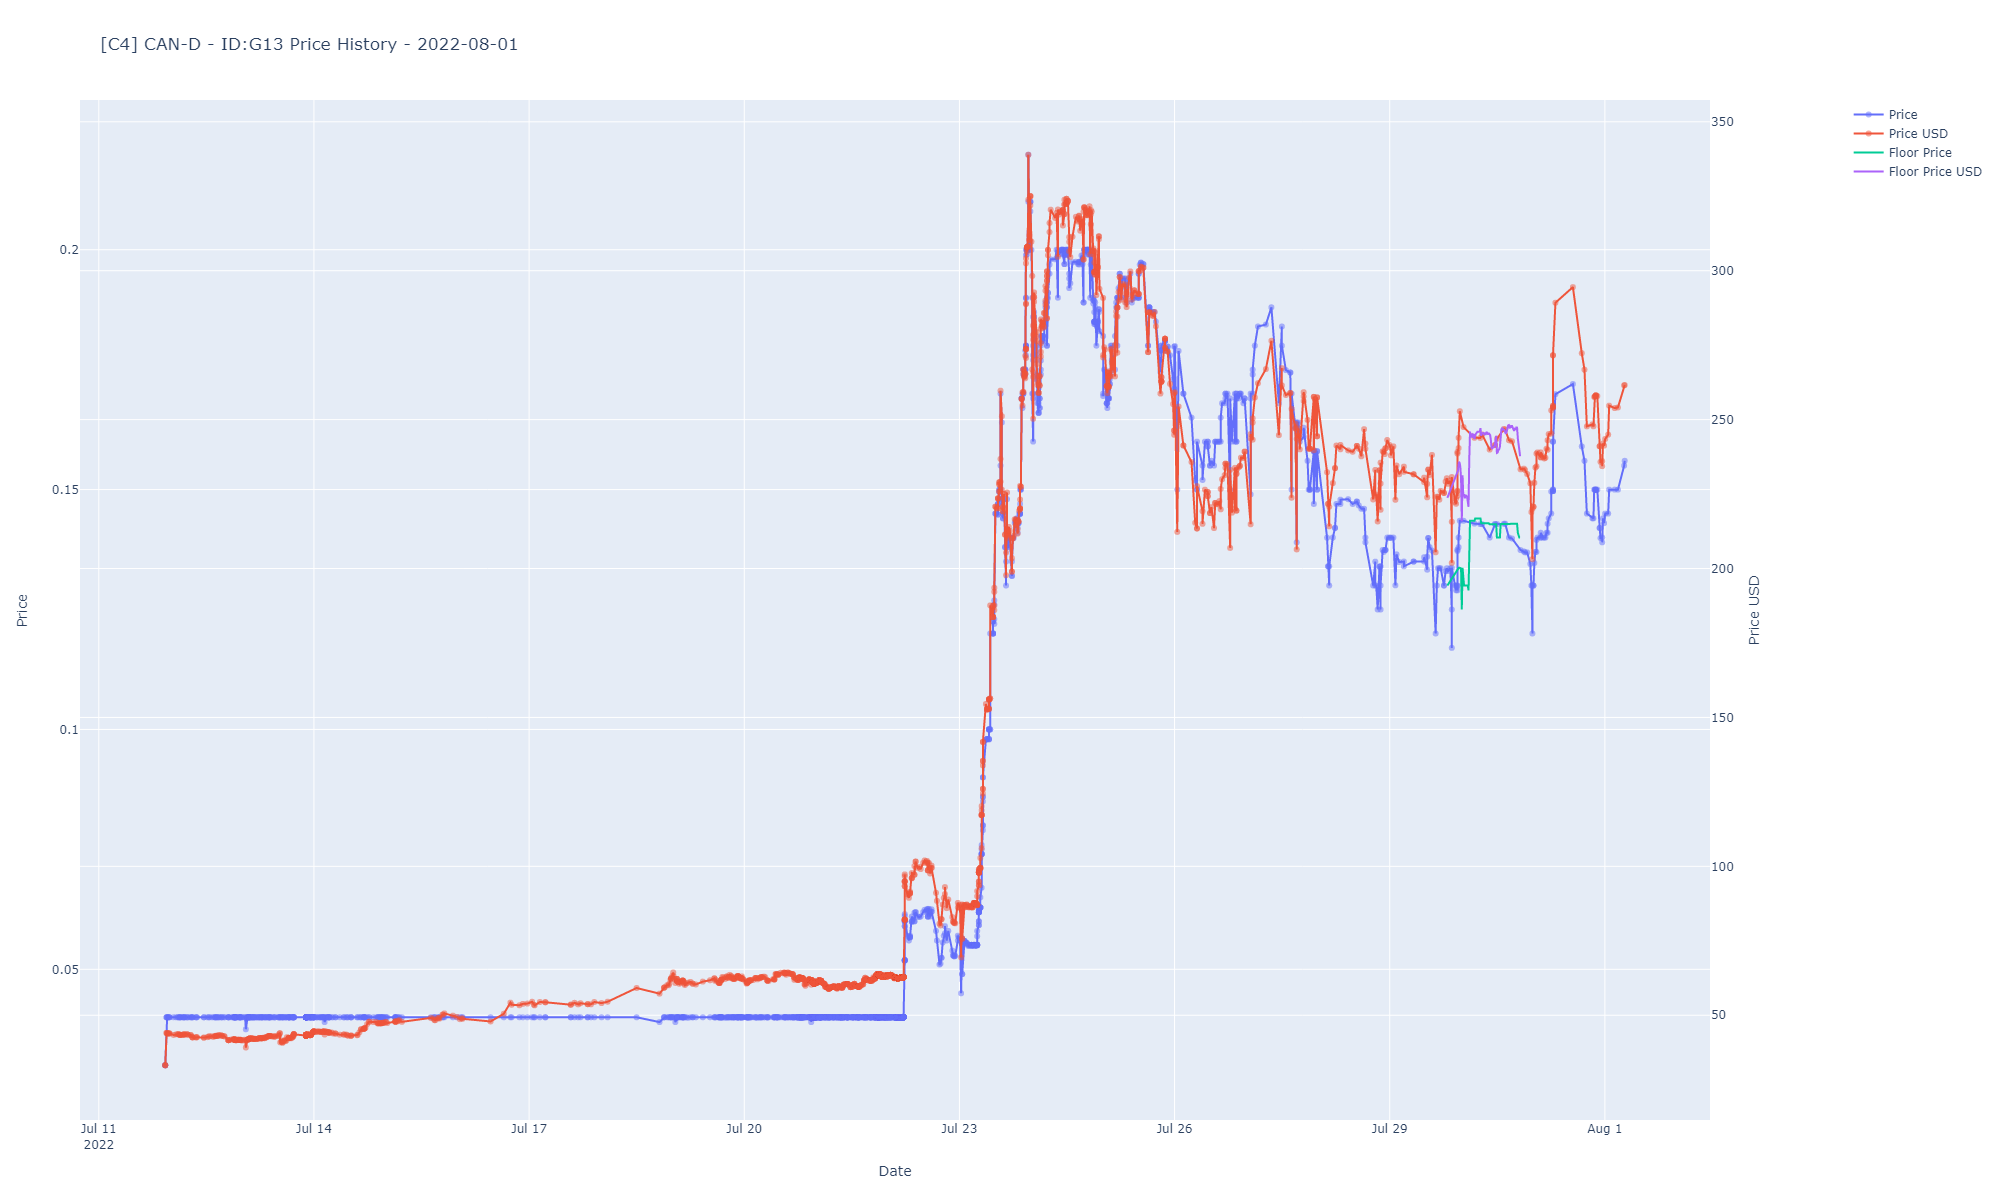 [C4] CAN-D - ID:G13 Price History - 2022-08-01
Price
Price USD
Floor Price
Floor Price USD
350
0.2
300
250
0.15
200
Price
Price USD
0.1
150
100
0.05
50
Jul 11
2022
Jul 14
Jul 17
Jul 20
Jul 23
Jul 26
Jul 29
Aug 1
Date